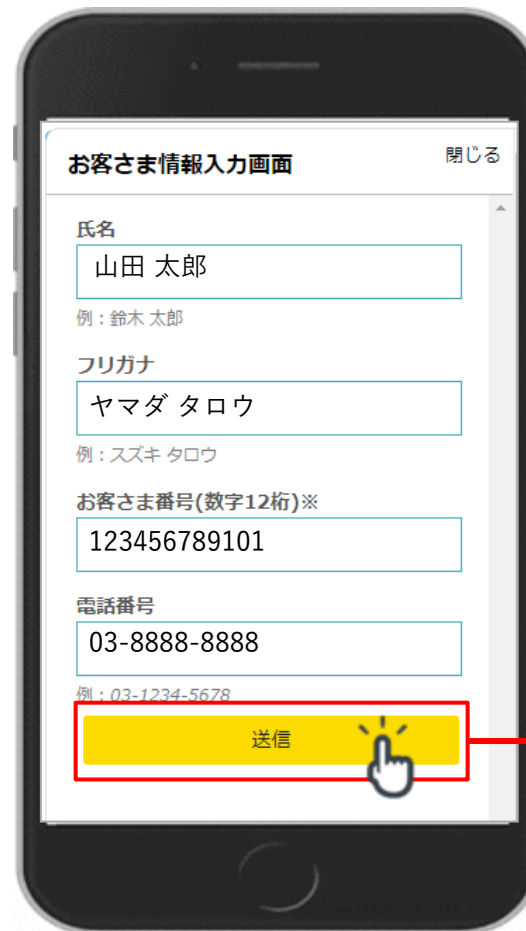 お客さま情報入力画面 閉じる
氏名
山田 太郎
例：鈴木 太郎
フリガナ
ヤマダ タロウ
例：スズキ タロウ
お客さま番号(数字12桁)※
123456789101
電話番号
03-8888-8888
例：03-1234-5678
送信